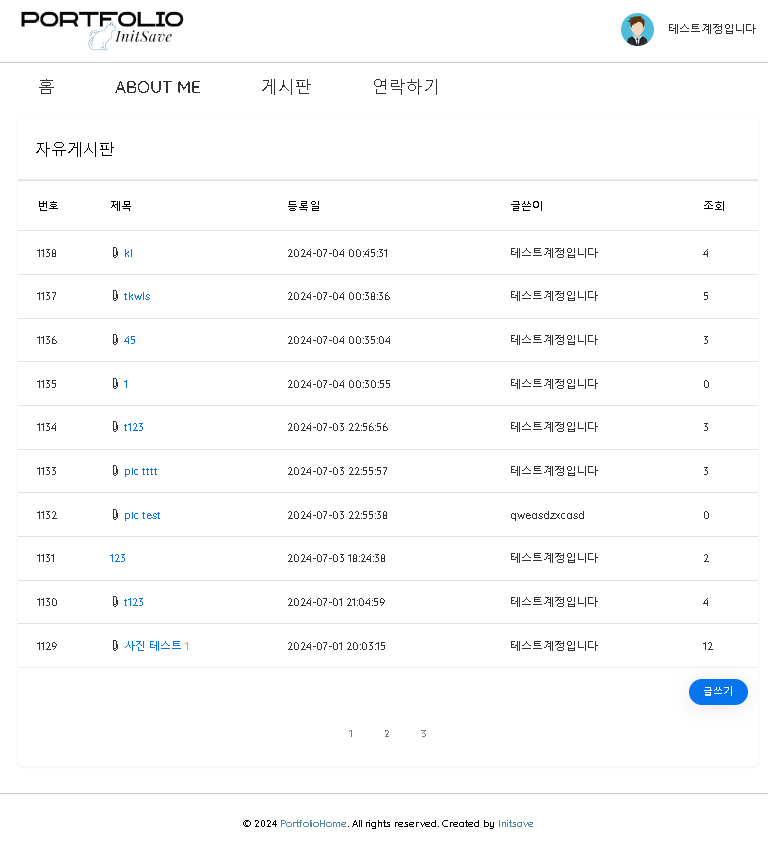 PORTFOLIO
InitSave
테스트계정입니다
홈 ABOUT ME 게시판 연락하기
자유게시판
번호 제목 등록일 글쓴이 조회
1138 kl 2024-07-04 00:45:31 테스트계정입니다 4
1137 tkwls 2024-07-04 00:38:36 테스트계정입니다 5
1136 45 2024-07-04 00:35:04 테스트계정입니다 3
1135 1 2024-07-04 00:30:55 테스트계정입니다 0
1134 t123 2024-07-03 22:56:56 테스트계정입니다 3
1133 pic tttt 2024-07-03 22:55:57 테스트계정입니다 3
1132 pic test 2024-07-03 22:55:38 qweasdzxcasd 0
1131 123 2024-07-03 18:24:38 테스트계정입니다 2
1130 t123 2024-07-01 21:04:59 테스트계정입니다 4
1129 사진 테스트 1 2024-07-01 20:03:15 테스트계정입니다 12
글쓰기
1 2 3
© 2024 PortfolioHome. All rights reserved. Created by Initsave